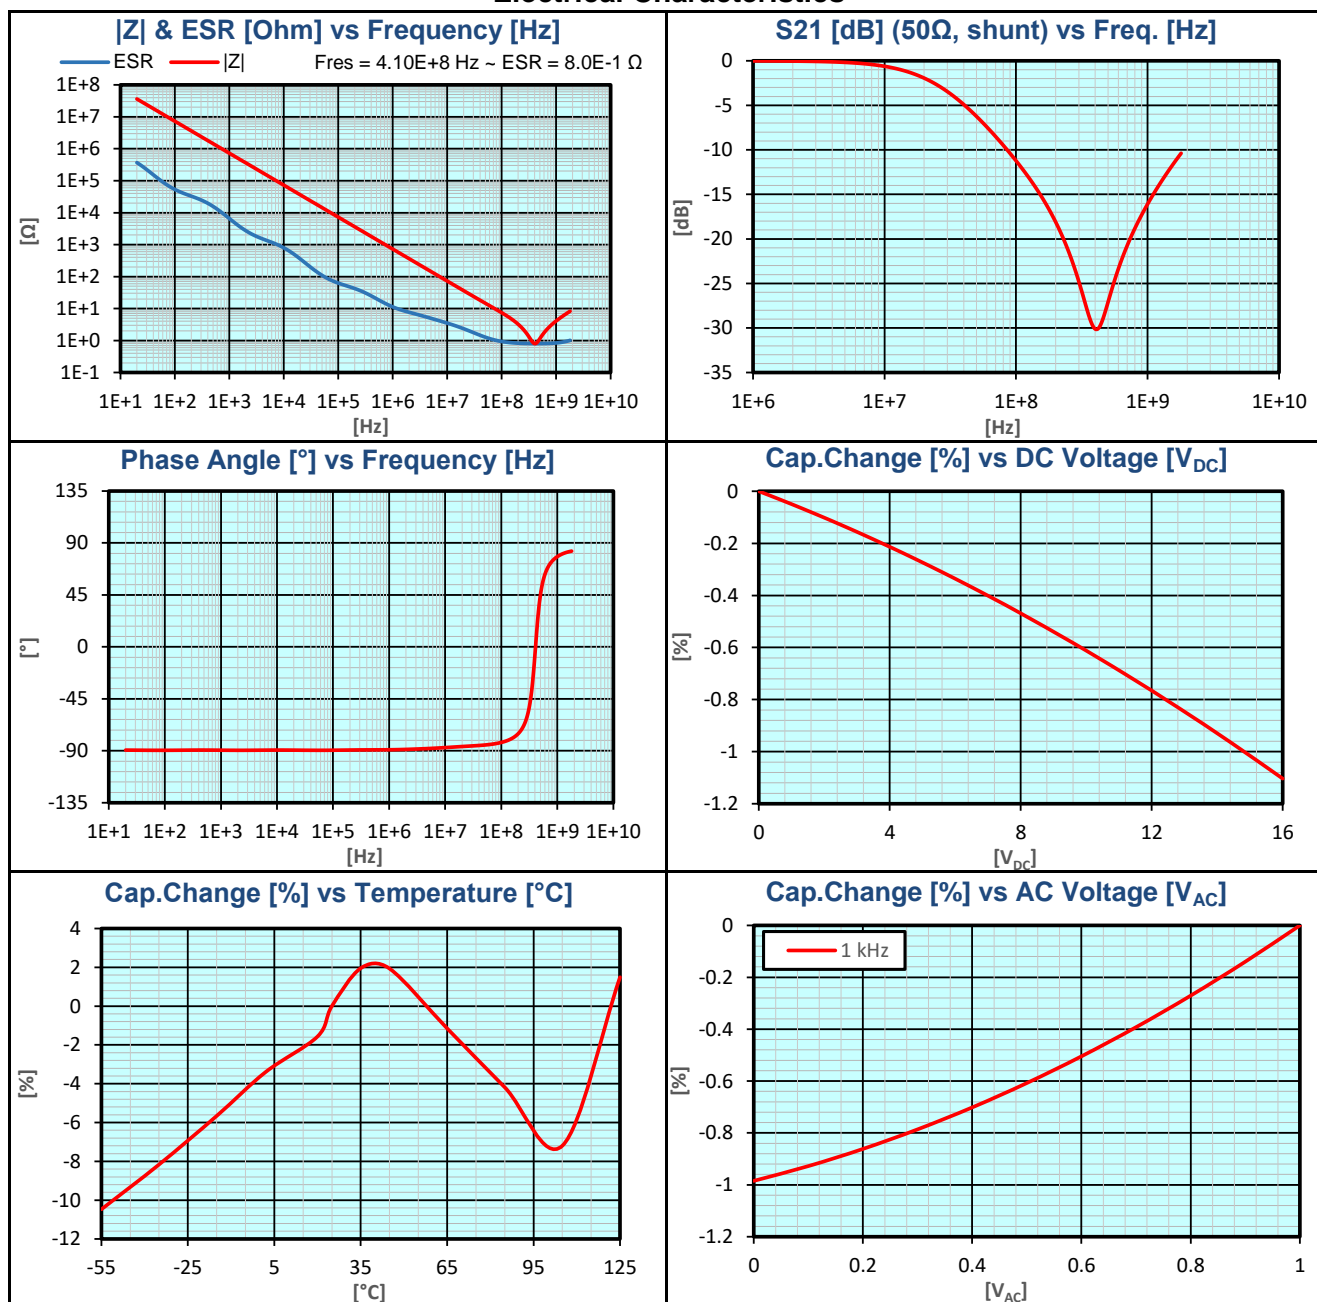 |Z| & ESR [Ohm] vs Frequency [Hz]
ESR |Z| Fres = 4.10E+8 Hz ~ ESR = 8.0E-1 Ω
1E+8
1E+7
1E+6
1E+5
1E+4
1E+3
1E+2
1E+1
1E+0
1E-1
[Ω]
1E+1 1E+2 1E+3 1E+4 1E+5 1E+6 1E+7 1E+8 1E+9 1E+10
[Hz]
S21 [dB] (50Ω, shunt) vs Freq. [Hz]
0
-5
-10
-15
-20
-25
-30
-35
[dB]
1E+6 1E+7 1E+8 1E+9 1E+10
[Hz]
Phase Angle [°] vs Frequency [Hz]
135
90
45
0
-45
-90
-135
[°]
1E+1 1E+2 1E+3 1E+4 1E+5 1E+6 1E+7 1E+8 1E+9 1E+10
[Hz]
Cap.Change [%] vs DC Voltage [VDC]
0
-0.2
-0.4
-0.6
-0.8
-1
-1.2
[%]
0 4 8 12 16
[VDC]
Cap.Change [%] vs Temperature [°C]
4
2
0
-2
-4
-6
-8
-10
-12
[%]
-55 -25 5 35 65 95 125
[°C]
Cap.Change [%] vs AC Voltage [VAC]
1 kHz
0
-0.2
-0.4
-0.6
-0.8
-1
-1.2
[%]
0 0.2 0.4 0.6 0.8 1
[VAC]